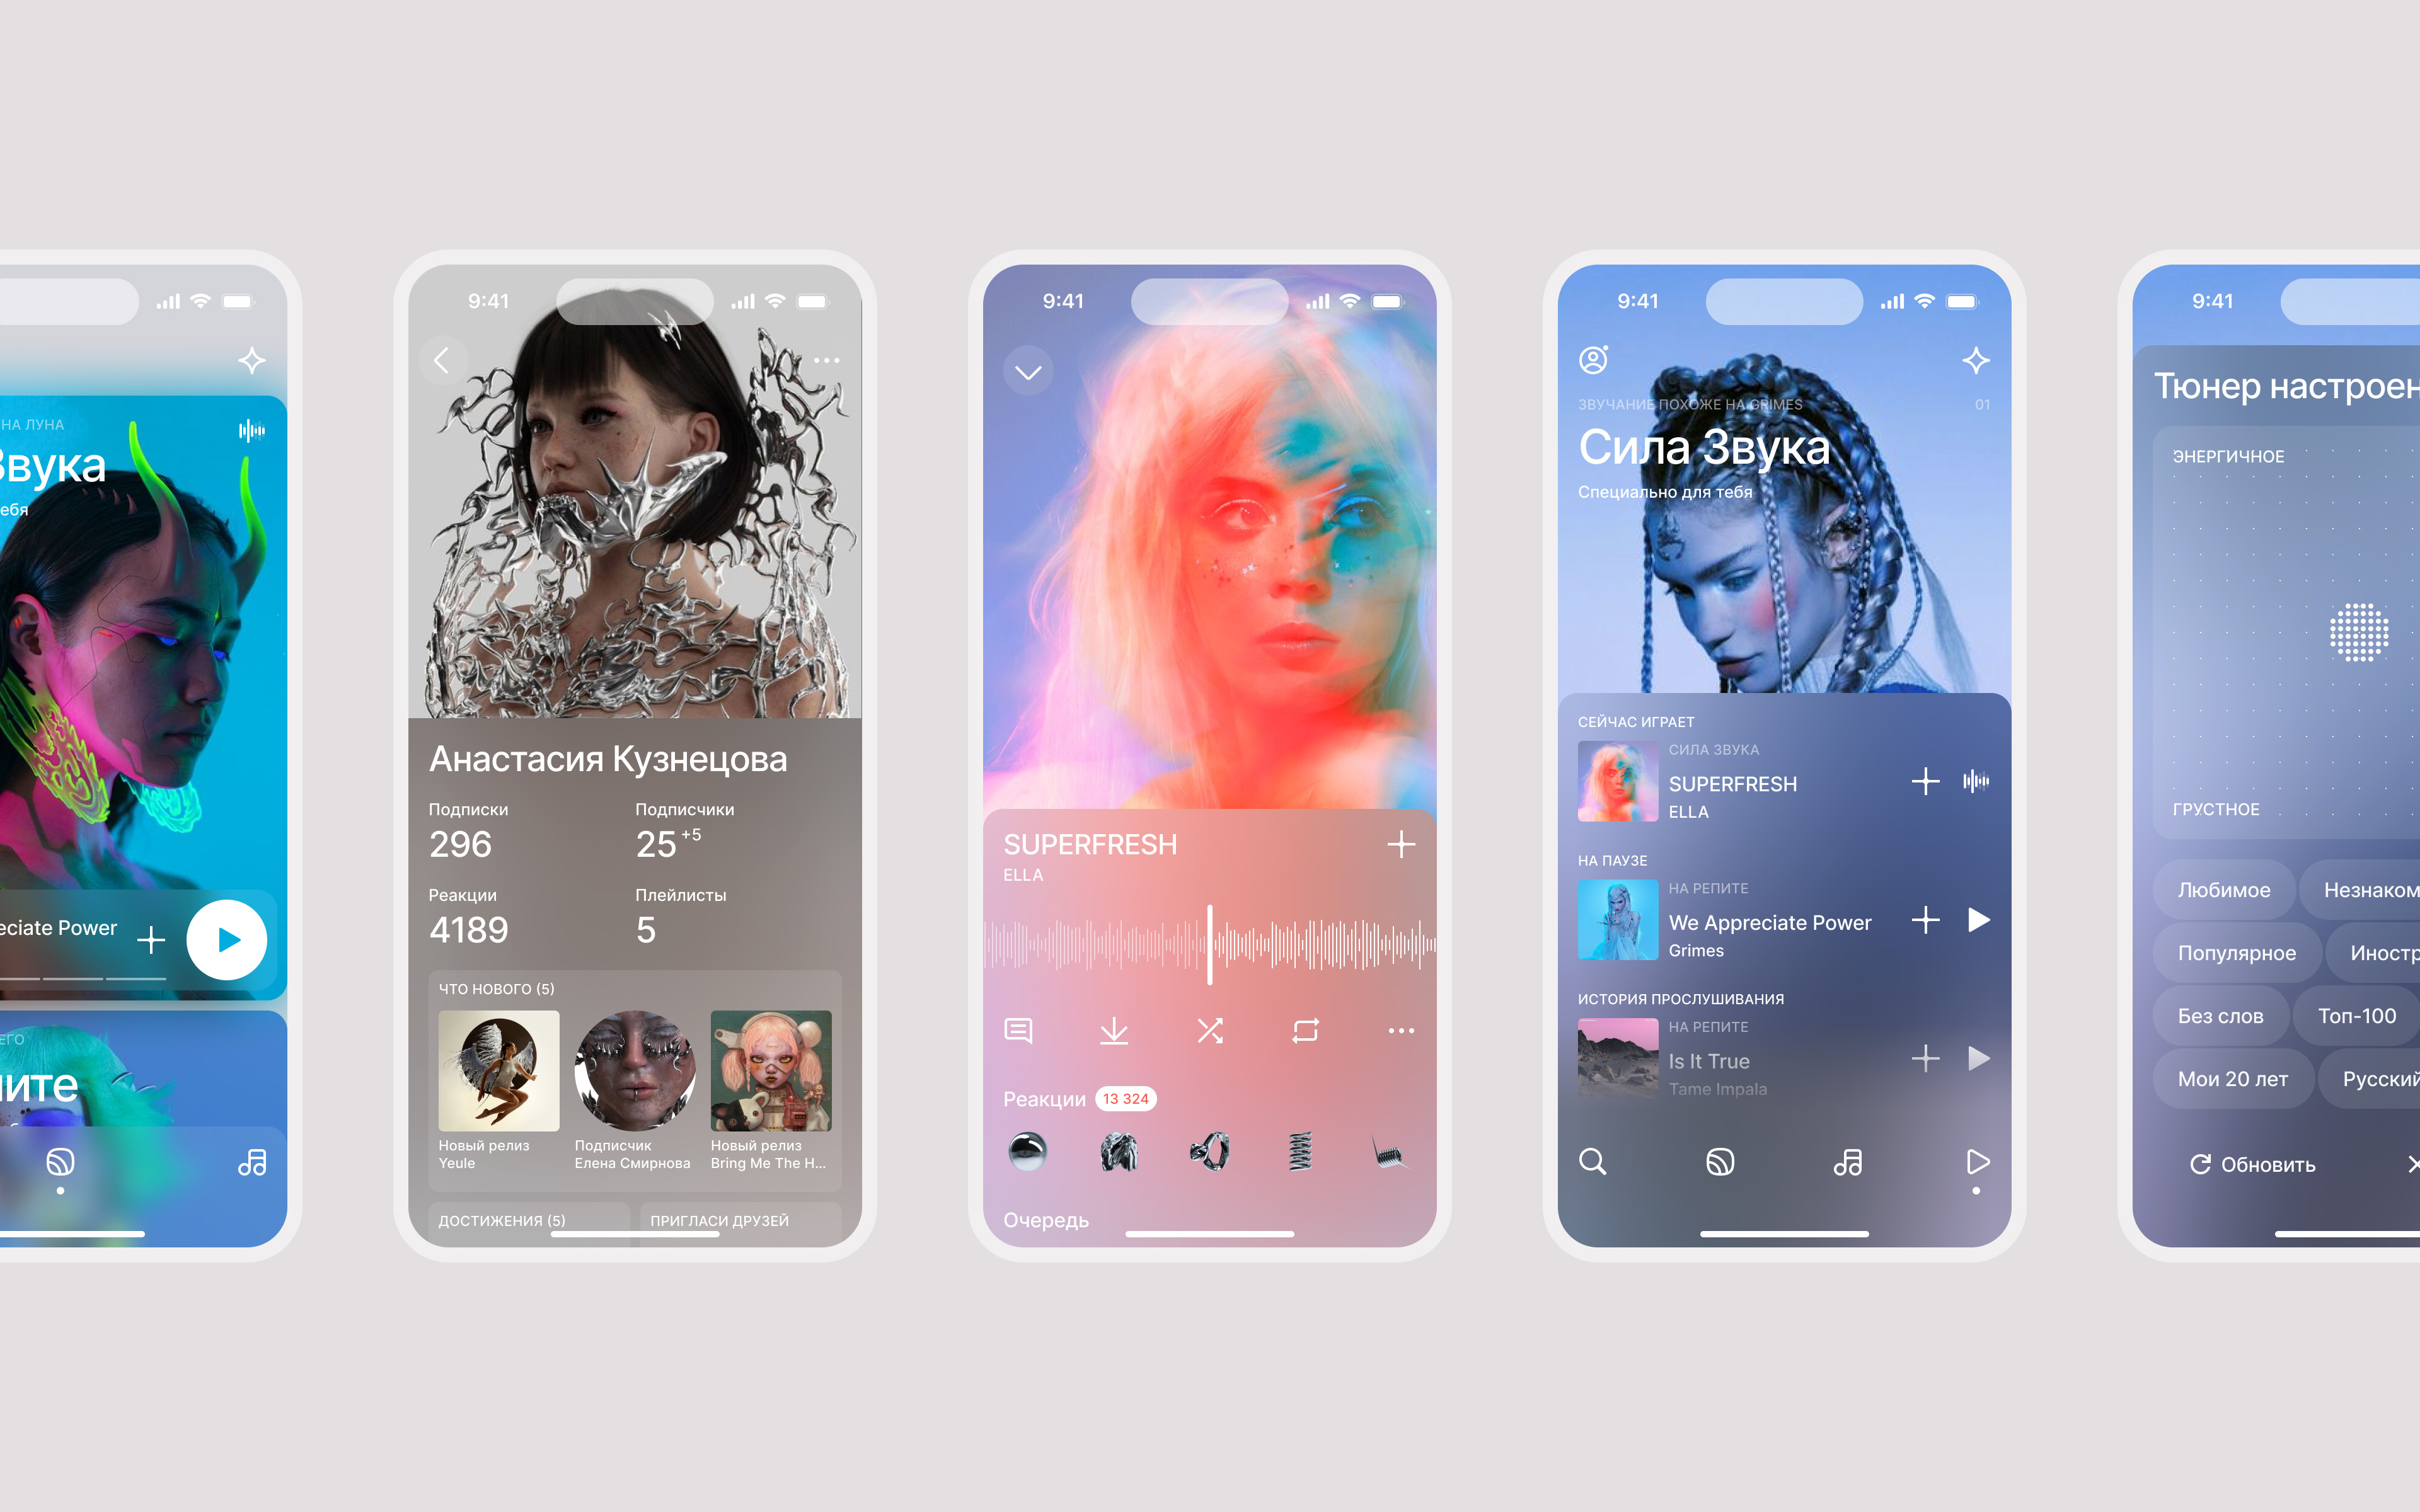 НА ЛУНА
Звука
ебя
eciate Power
ЕГО
ите
9:41
Анастасия Кузнецова
Подписки
Подписчики
296
25 +5
Реакции
Плейлисты
4189
5
ЧТО НОВОГО (5)
Новый релиз
Yeule
Подписчик
Елена Смирнова
Новый релиз
Bring Me The H...
ДОСТИЖЕНИЯ (5)
ПРИГЛАСИ ДРУЗЕЙ
9:41
SUPERFRESH
ELLA
Реакции 13 324
Очередь
9:41
ЗВУЧАНИЕ ПОХОЖЕ НА GRIMES
01
Сила Звука
Специально для тебя
СЕЙЧАС ИГРАЕТ
СИЛА ЗВУКА
SUPERFRESH
ELLA
НА ПАУЗЕ
НА РЕПИТЕ
We Appreciate Power
Grimes
ИСТОРИЯ ПРОСЛУШИВАНИЯ
НА РЕПИТЕ
Is It True
Tame Impala
9:41
Тюнер настроен
ЭНЕРГИЧНОЕ
ГРУСТНОЕ
Любимое
Незнаком
Популярное
Иностр
Без слов
Топ-100
Мои 20 лет
Русский
Обновить